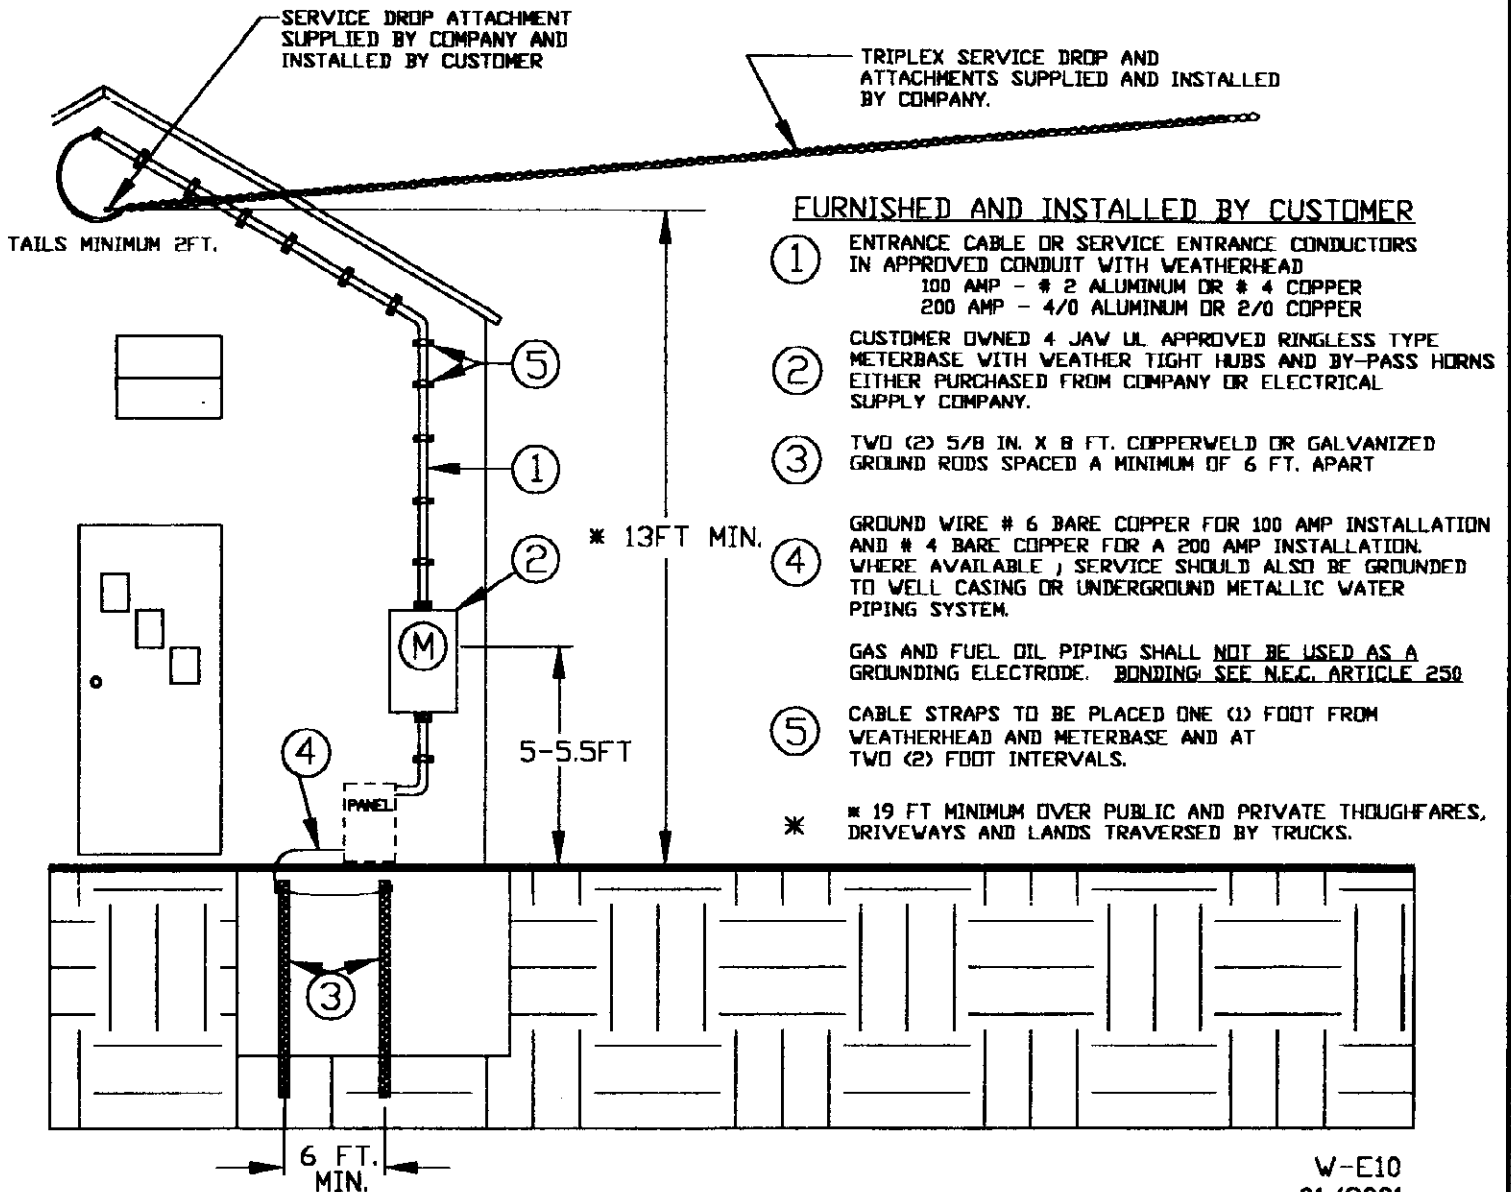 SERVICE DROP ATTACHMENT
SUPPLIED BY COMPANY AND
INSTALLED BY CUSTOMER
TRIPLEX SERVICE DROP AND
ATTACHMENTS SUPPLIED AND INSTALLED
BY COMPANY.
TAILS MINIMUM 2FT.
FURNISHED AND INSTALLED BY CUSTOMER
1 ENTRANCE CABLE OR SERVICE ENTRANCE CONDUCTORS
IN APPROVED CONDUIT WITH WEATHERHEAD
100 AMP - # 2 ALUMINUM OR # 4 COPPER
200 AMP - 4/0 ALUMINUM OR 2/0 COPPER
2 CUSTOMER OWNED 4 JAW UL APPROVED RINGLESS TYPE
METERBASE WITH WEATHER TIGHT HUBS AND BY-PASS HORNS
EITHER PURCHASED FROM COMPANY OR ELECTRICAL
SUPPLY COMPANY.
3 TWO (2) 5/8 IN. X 8 FT. COPPERWELD OR GALVANIZED
GROUND RODS SPACED A MINIMUM OF 6 FT. APART
4 GROUND WIRE # 6 BARE COPPER FOR 100 AMP INSTALLATION
AND # 4 BARE COPPER FOR A 200 AMP INSTALLATION.
WHERE AVAILABLE ; SERVICE SHOULD ALSO BE GROUNDED
TO WELL CASING OR UNDERGROUND METALLIC WATER
PIPING SYSTEM.
GAS AND FUEL OIL PIPING SHALL NOT BE USED AS A
GROUNDING ELECTRODE. BONDING: SEE N.E.C. ARTICLE 250
5 CABLE STRAPS TO BE PLACED ONE (1) FOOT FROM
WEATHERHEAD AND METERBASE AND AT
TWO (2) FOOT INTERVALS.
* * 19 FT MINIMUM OVER PUBLIC AND PRIVATE THOUGHFARES,
DRIVEWAYS AND LANDS TRAVERSED BY TRUCKS.
5
1
2
* 13FT MIN.
M
5-5.5FT
4
PANEL
3
6 FT.
MIN.
W-E10
01/2001